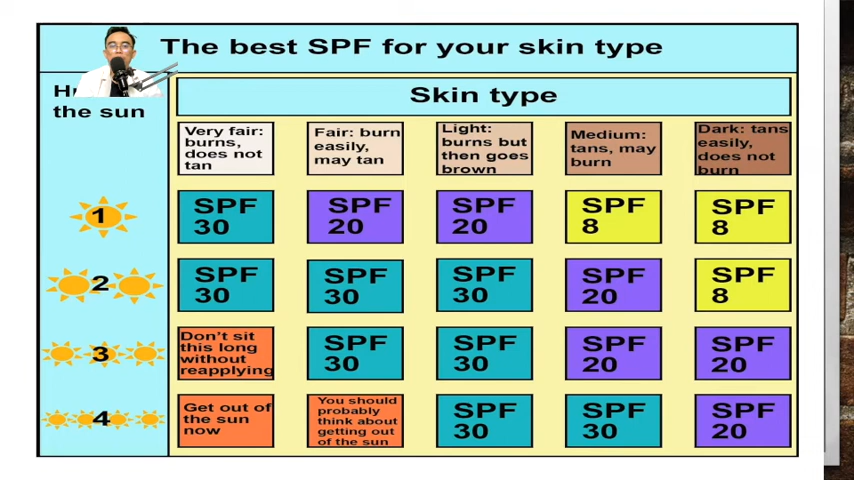 The best SPF for your skin type
the sun
Skin type
Very fair:
burns,
does not
tan
Fair: burn
easily,
may tan
Light:
burns but
then goes
brown
Medium:
tans, may
burn
Dark: tans
easily,
does not
burn
1
SPF
30
SPF
20
SPF
20
SPF
8
SPF
8
2
SPF
30
SPF
30
SPF
30
SPF
20
SPF
8
3
Don't sit
this long
without
reapplying
SPF
30
SPF
30
SPF
20
SPF
20
4
Get out of
the sun
now
You should
probably
think about
getting out
of the sun
SPF
30
SPF
30
SPF
20